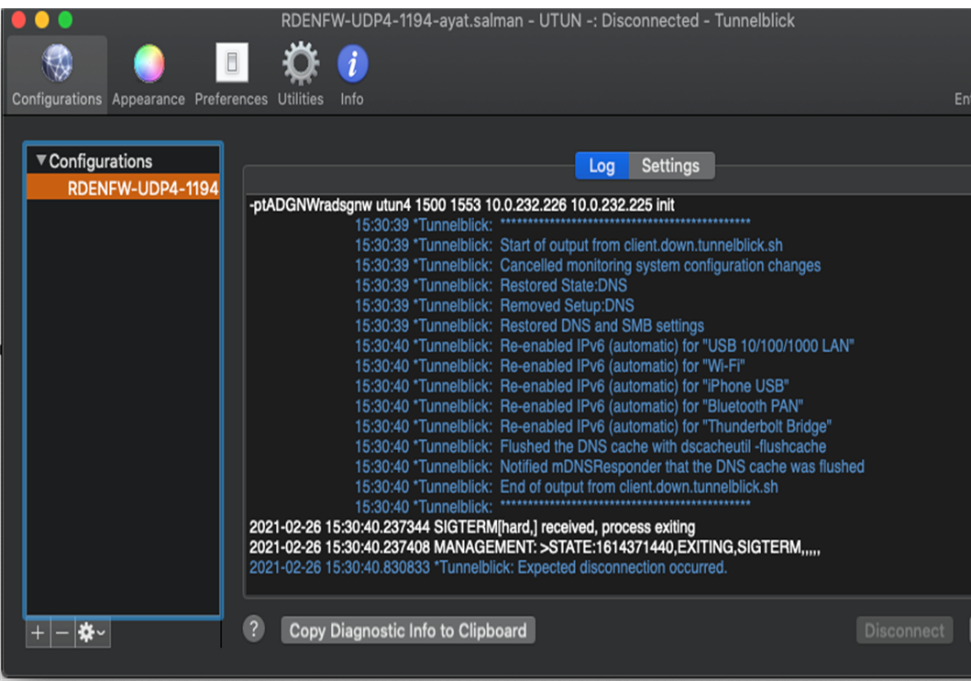 RDENFW-UDP4-1194-ayat.salman - UTUN -: Disconnected - Tunnelblick
Configurations Appearance Preferences Utilities Info
Configurations
RDENFW-UDP4-1194
Log Settings
-ptADGNWradsgnw utun4 1500 1553 10.0.232.226 10.0.232.225 init
15:30:39 *Tunnelblick: **********************************************
15:30:39 *Tunnelblick: Start of output from client.down.tunnelblick.sh
15:30:39 *Tunnelblick: Cancelled monitoring system configuration changes
15:30:39 *Tunnelblick: Restored State:DNS
15:30:39 *Tunnelblick: Removed Setup:DNS
15:30:39 *Tunnelblick: Restored DNS and SMB settings
15:30:40 *Tunnelblick: Re-enabled IPv6 (automatic) for "USB 10/100/1000 LAN"
15:30:40 *Tunnelblick: Re-enabled IPv6 (automatic) for "Wi-Fi"
15:30:40 *Tunnelblick: Re-enabled IPv6 (automatic) for "iPhone USB"
15:30:40 *Tunnelblick: Re-enabled IPv6 (automatic) for "Bluetooth PAN"
15:30:40 *Tunnelblick: Re-enabled IPv6 (automatic) for "Thunderbolt Bridge"
15:30:40 *Tunnelblick: Flushed the DNS cache with dscacheutil -flushcache
15:30:40 *Tunnelblick: Notified mDNSResponder that the DNS cache was flushed
15:30:40 *Tunnelblick: End of output from client.down.tunnelblick.sh
15:30:40 *Tunnelblick: **********************************************
2021-02-26 15:30:40.237344 SIGTERM[hard,] received, process exiting
2021-02-26 15:30:40.237408 MANAGEMENT: >STATE:1614371440,EXITING,SIGTERM,,,,,
2021-02-26 15:30:40.830833 *Tunnelblick: Expected disconnection occurred.
? Copy Diagnostic Info to Clipboard Disconnect